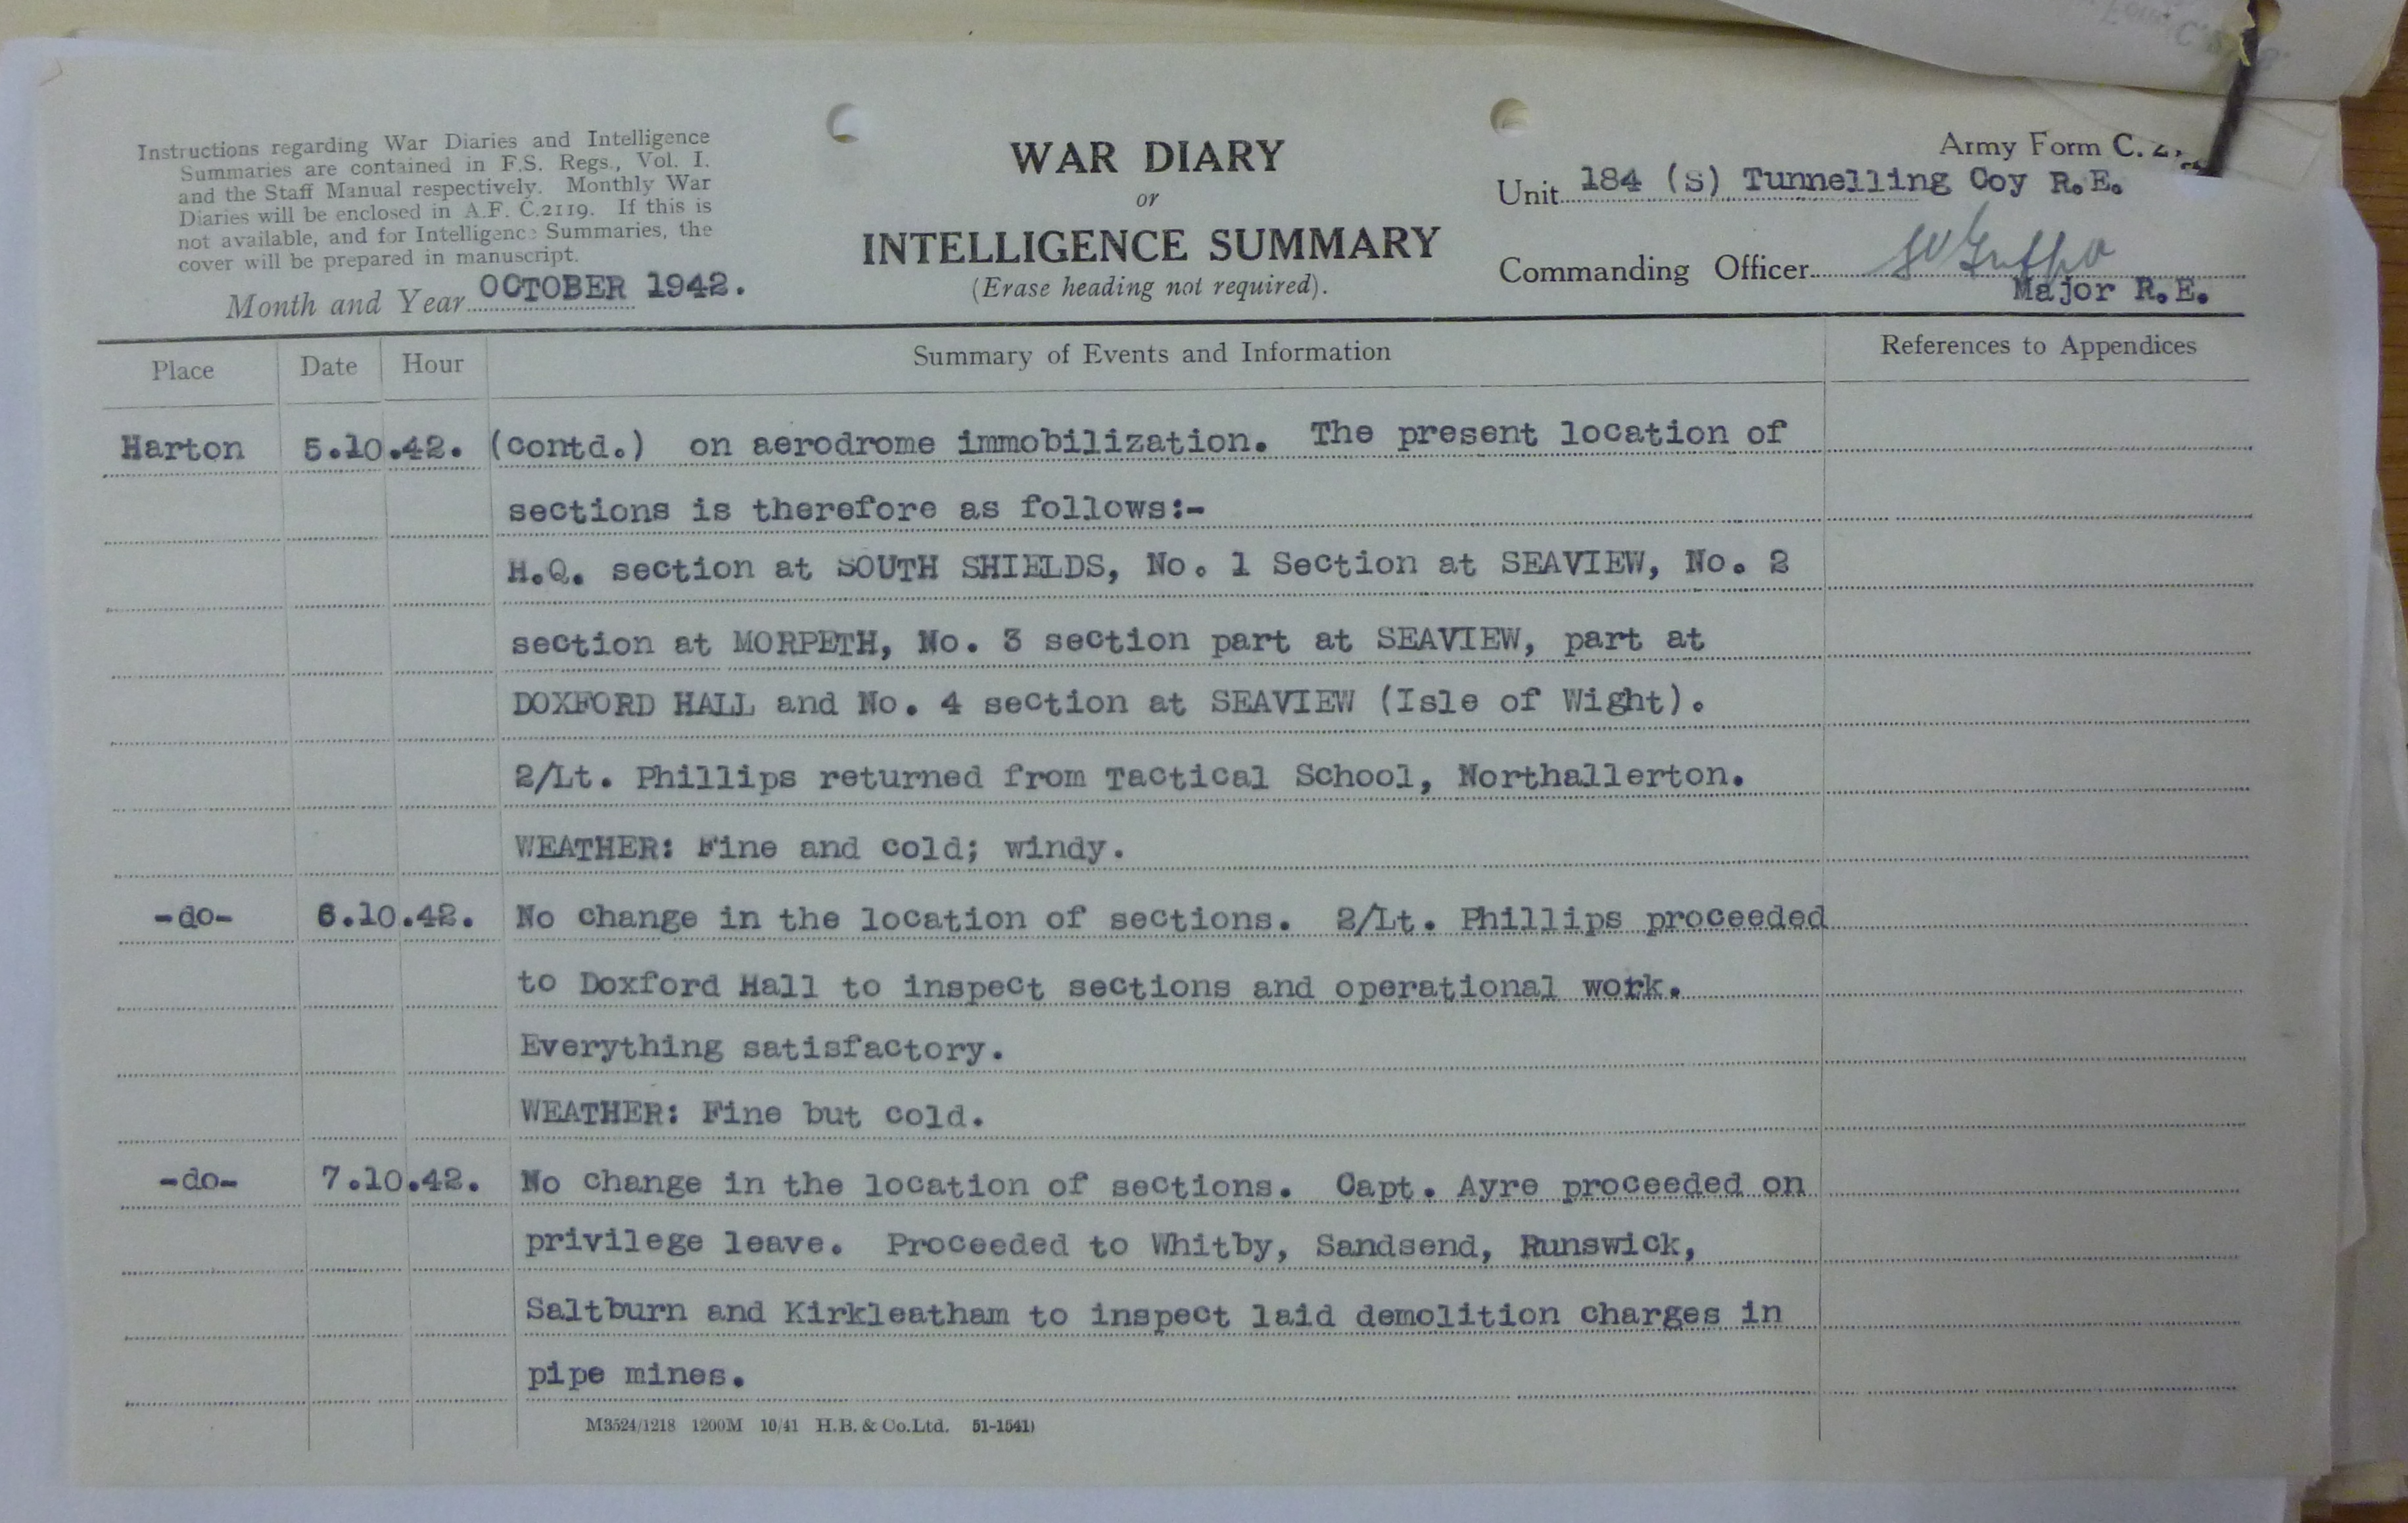 Instructions regarding War Diaries and Intelligence
Summaries are contained in F.S. Regs., Vol. I.
and the Staff Manual respectively. Monthly War
Diaries will be enclosed in A.F. C.2119. If this is
not available, and for Intelligence Summaries, the
cover will be prepared in manuscript.
Month and Year OCTOBER 1942.
WAR DIARY
or
INTELLIGENCE SUMMARY
(Erase heading not required).
Army Form C.
Unit 184 (S) Tunnelling Coy R.E.
Commanding Officer
Major R.E.
Place Date Hour Summary of Events and Information References to Appendices
Harton 5.10.42. (contd.) on aerodrome immobilization. The present location of
sections is therefore as follows:-
H.Q. section at SOUTH SHIELDS, No. 1 Section at SEAVIEW, No. 2
section at MORPETH, No. 3 section part at SEAVIEW, part at
DOXFORD HALL and No. 4 section at SEAVIEW (Isle of Wight).
2/Lt. Phillips returned from Tactical School, Northallerton.
WEATHER: Fine and cold; windy.
-do- 6.10.42. No change in the location of sections. 2/Lt. Phillips proceeded
to Doxford Hall to inspect sections and operational work.
Everything satisfactory.
WEATHER: Fine but cold.
-do- 7.10.42. No change in the location of sections. Capt. Ayre proceeded on
privilege leave. Proceeded to Whitby, Sandsend, Runswick,
Saltburn and Kirkleatham to inspect laid demolition charges in
pipe mines.
M3524/1218 1200M 10/41 H.B. & Co.Ltd. 51-1541)